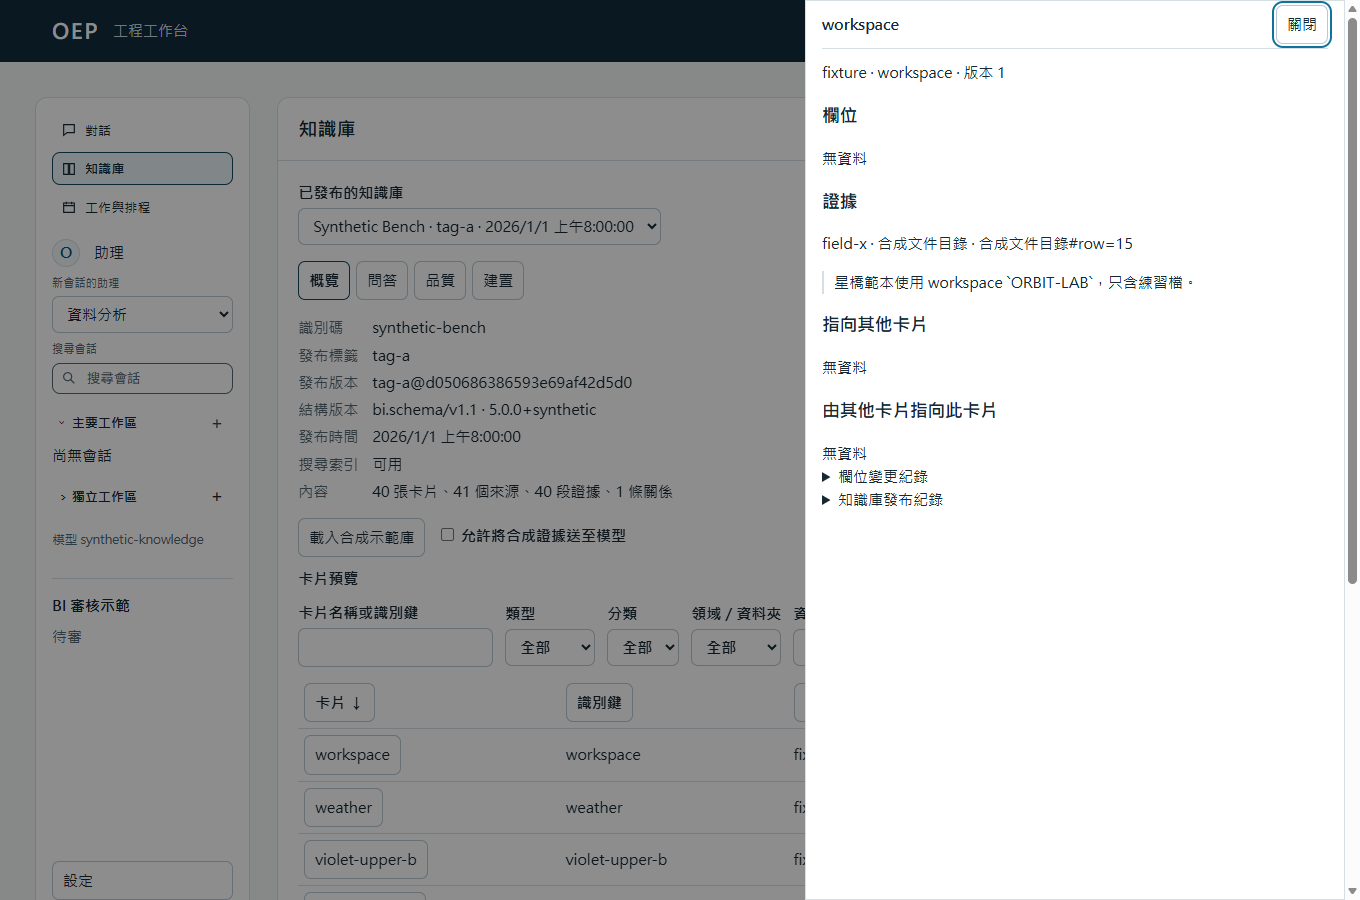 OEP 工程工作台
對話
知識庫
工作與排程
O 助理
新會話的助理
資料分析
搜尋會話
搜尋會話
主要工作區 +
尚無會話
獨立工作區 +
模型 synthetic-knowledge
BI 審核示範
待審
設定
知識庫
已發布的知識庫
Synthetic Bench · tag-a · 2026/1/1 上午8:00:00
概覽 問答 品質 建置
識別碼 synthetic-bench
發布標籤 tag-a
發布版本 tag-a@d050686386593e69af42d5d0
結構版本 bi.schema/v1.1 · 5.0.0+synthetic
發布時間 2026/1/1 上午8:00:00
搜尋索引 可用
內容 40 張卡片、41 個來源、40 段證據、1 條關係
載入合成示範庫 允許將合成證據送至模型
卡片預覽
卡片名稱或識別鍵 類型 分類 領域 / 資料夾
全部 全部 全部
卡片 ↓ 識別鍵
workspace workspace
weather weather
violet-upper-b violet-upper-b
workspace 關閉
fixture · workspace · 版本 1
欄位
無資料
證據
field-x · 合成文件目錄 · 合成文件目錄#row=15
星橋範本使用 workspace `ORBIT-LAB`，只含練習檔。
指向其他卡片
無資料
由其他卡片指向此卡片
無資料
欄位變更紀錄
知識庫發布紀錄